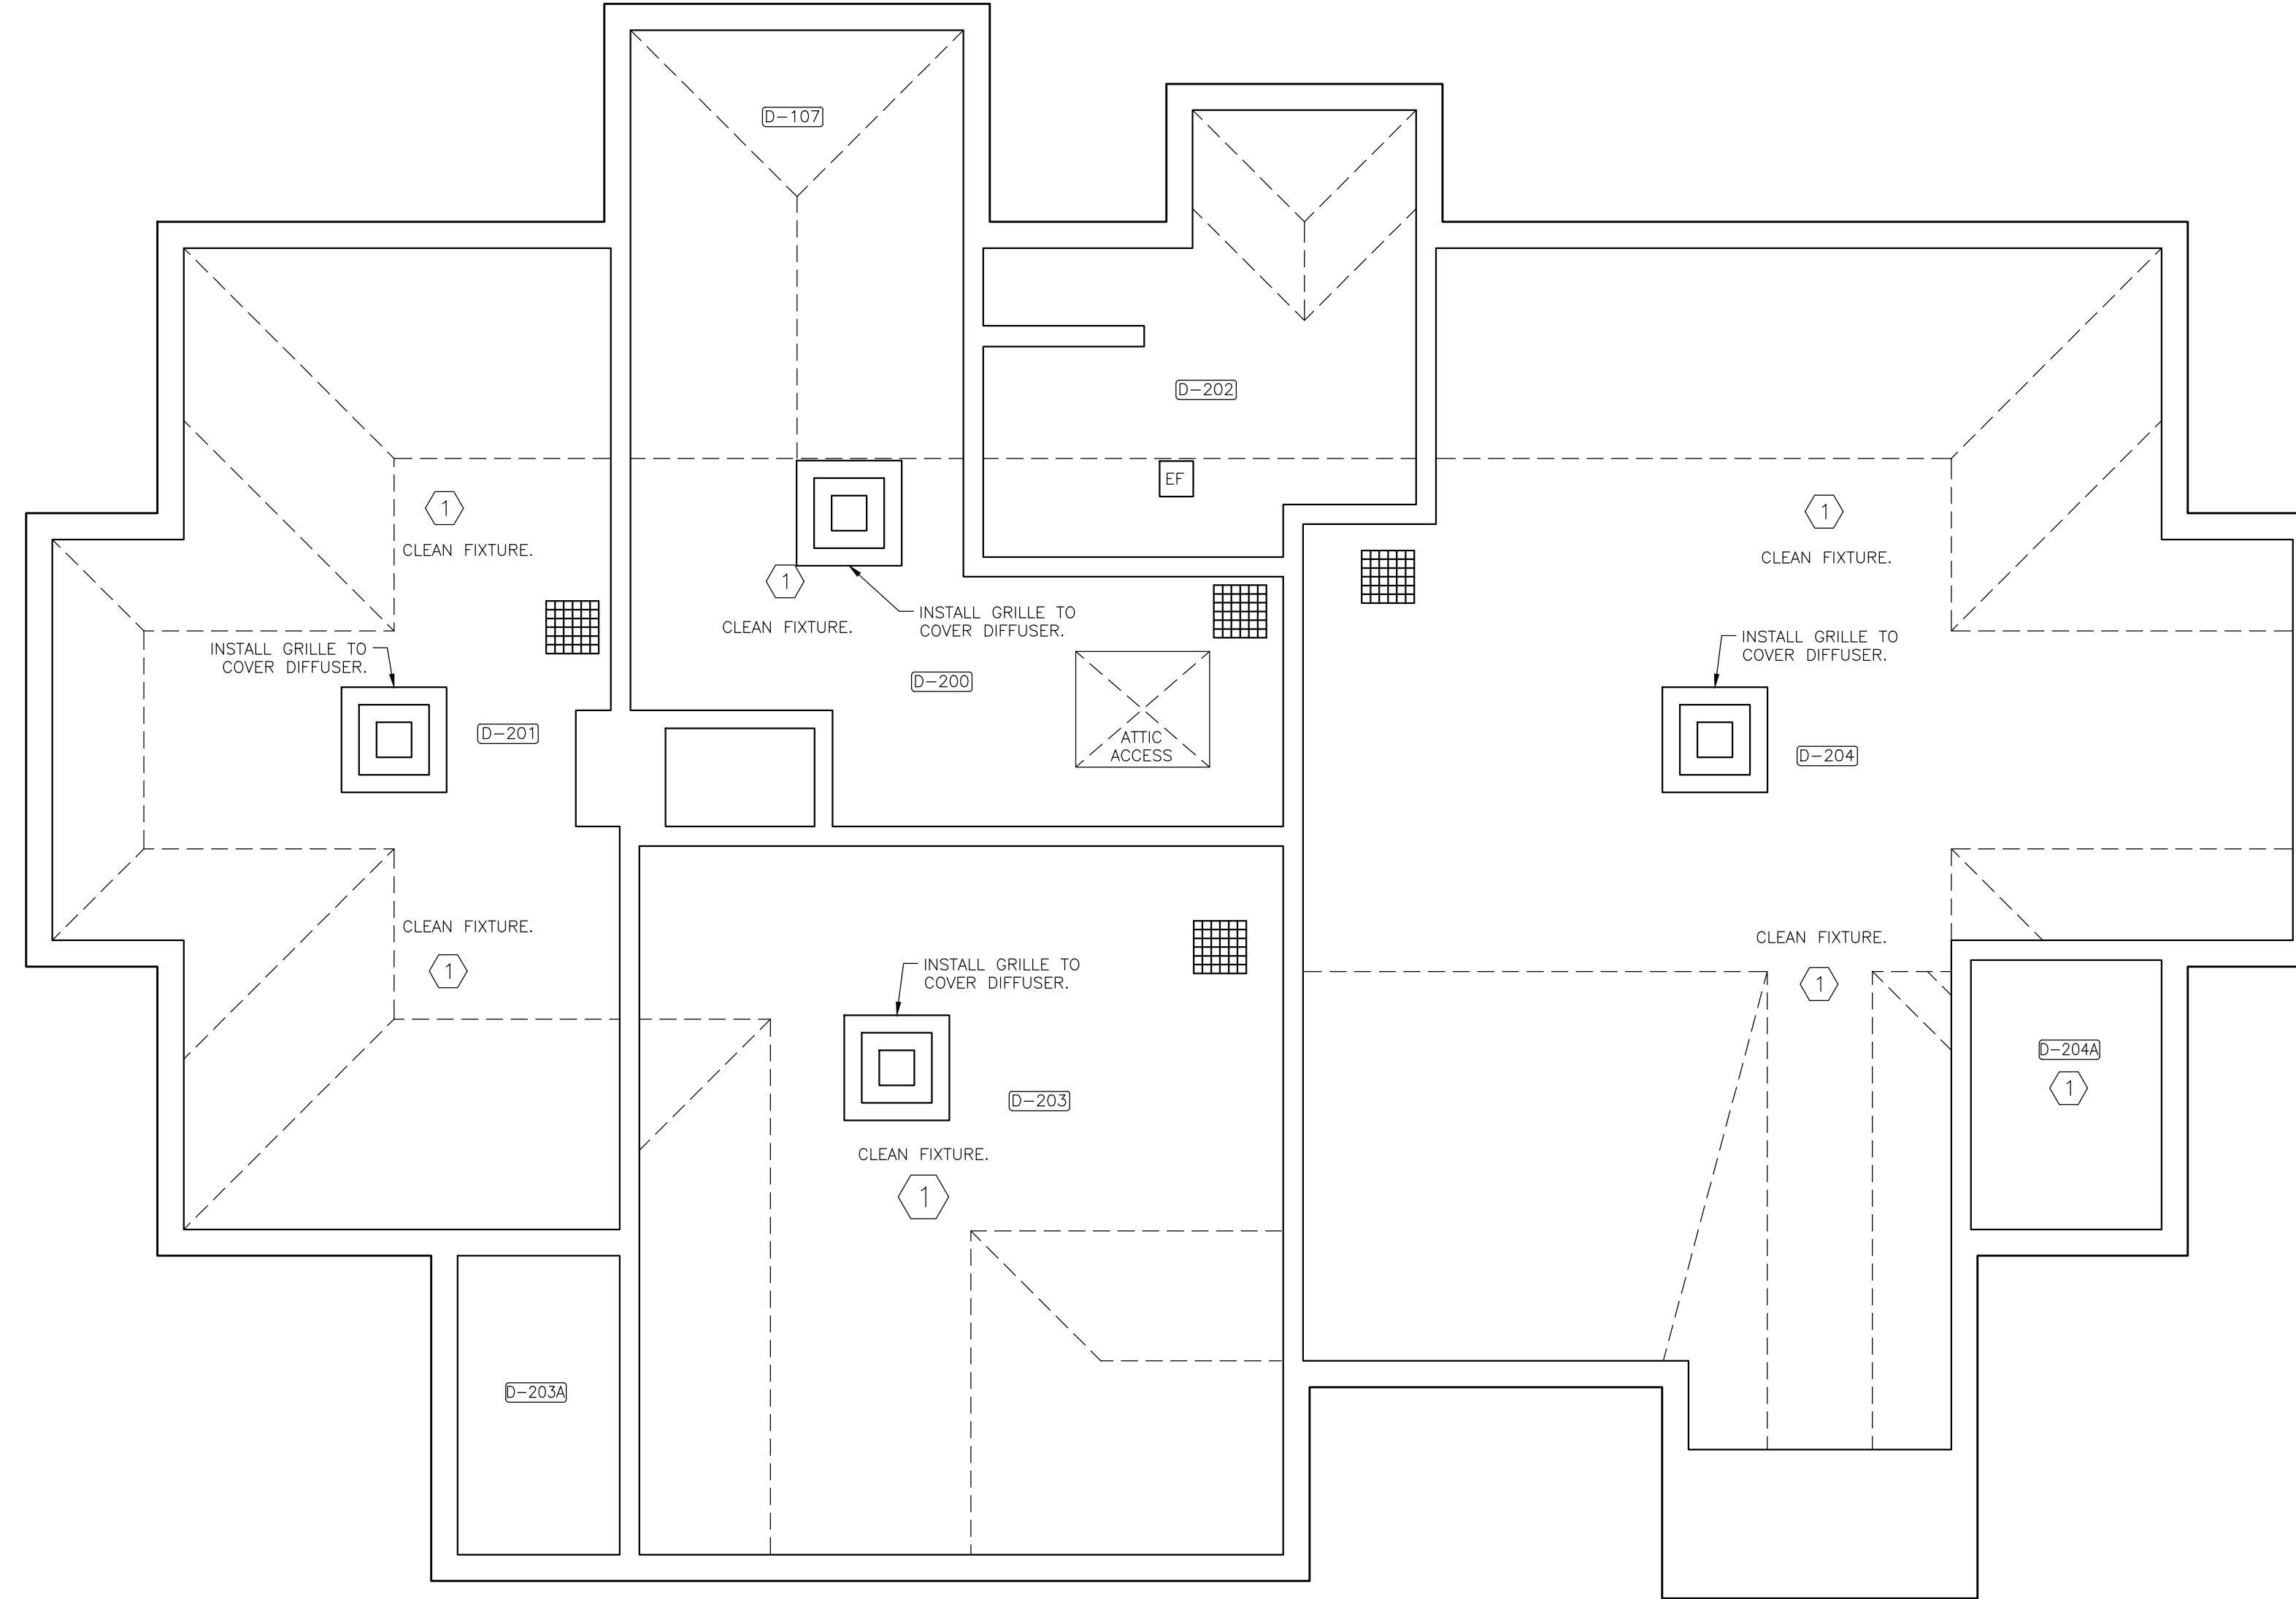 D-107
D-202
EF
1
CLEAN FIXTURE.
1
CLEAN FIXTURE.
1
CLEAN FIXTURE.
INSTALL GRILLE TO
COVER DIFFUSER.
INSTALL GRILLE TO
COVER DIFFUSER.
INSTALL GRILLE TO
COVER DIFFUSER.
D-200
D-201
ATTIC
ACCESS
D-204
CLEAN FIXTURE.
1
CLEAN FIXTURE.
1
INSTALL GRILLE TO
COVER DIFFUSER.
D-204A
1
D-203
CLEAN FIXTURE.
1
D-203A